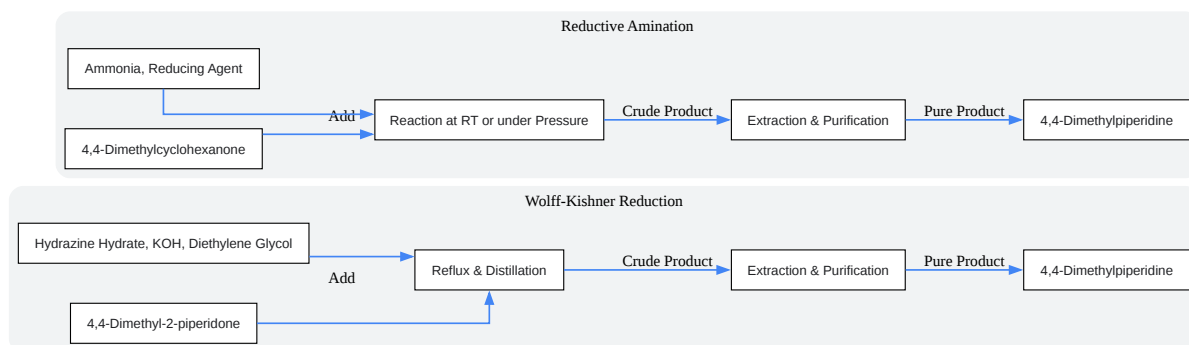 Reductive Amination
Ammonia, Reducing Agent
Add
Reaction at RT or under Pressure
Crude Product
Extraction & Purification
Pure Product
4,4-Dimethylpiperidine
4,4-Dimethylcyclohexanone
Wolff-Kishner Reduction
Hydrazine Hydrate, KOH, Diethylene Glycol
Add
Reflux & Distillation
Crude Product
Extraction & Purification
Pure Product
4,4-Dimethylpiperidine
4,4-Dimethyl-2-piperidone